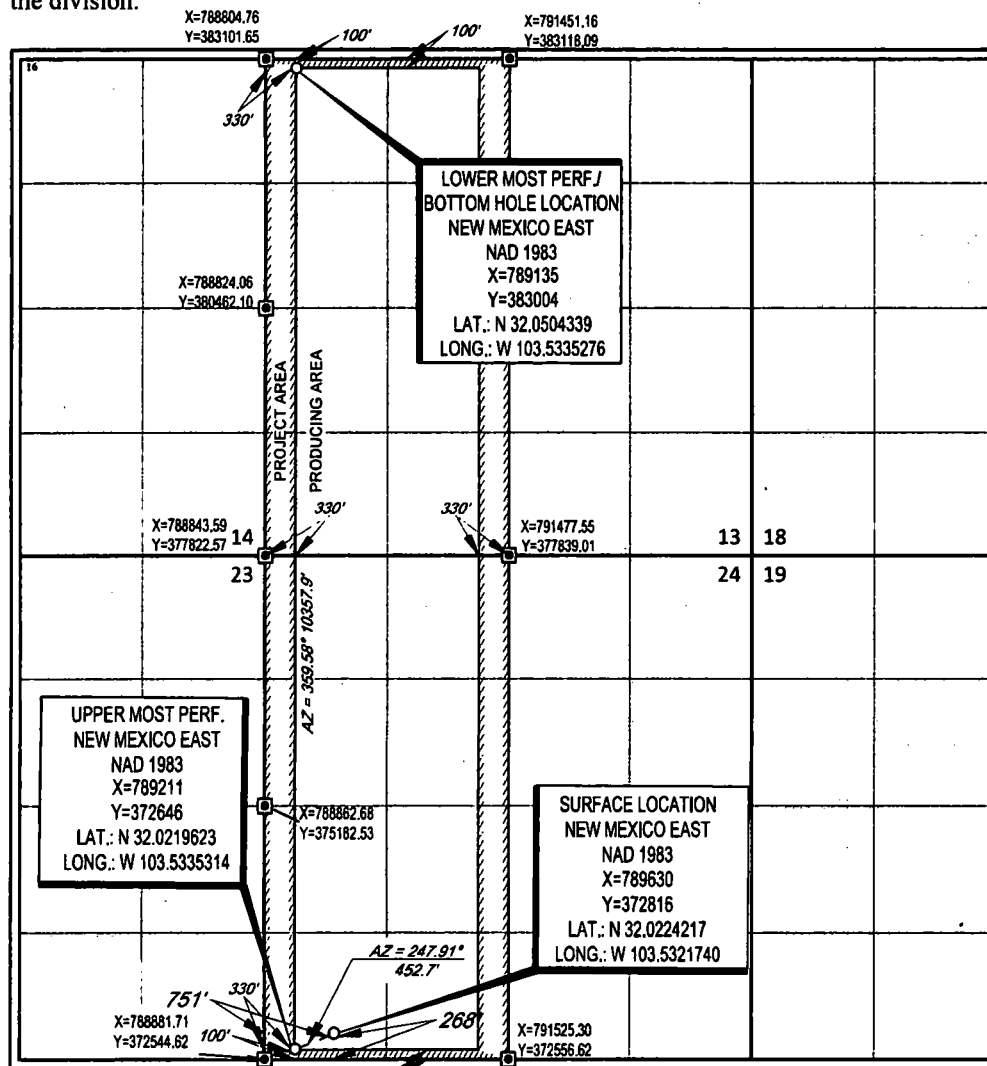 the division.
X=788804.76
Y=383101.65
100'
100'
X=791451.16
Y=383118.09
16
330'
LOWER MOST PERF./
BOTTOM HOLE LOCATION
NEW MEXICO EAST
NAD 1983
X=789135
Y=383004
LAT.: N 32.0504339
LONG.: W 103.5335276
X=788824.06
Y=380462.10
PROJECT AREA
PRODUCING AREA
330'
330'
X=788843.59
Y=377822.57
14
X=791477.55
Y=377839.01
13 18
23
24 19
AZ = 359.58° 10357.9'
UPPER MOST PERF.
NEW MEXICO EAST
NAD 1983
X=789211
Y=372646
LAT.: N 32.0219623
LONG.: W 103.5335314
X=788862.68
Y=375182.53
SURFACE LOCATION
NEW MEXICO EAST
NAD 1983
X=789630
Y=372816
LAT.: N 32.0224217
LONG.: W 103.5321740
AZ = 247.91°
452.7'
751'
330'
268'
X=788881.71
Y=372544.62
100'
X=791525.30
Y=372556.62